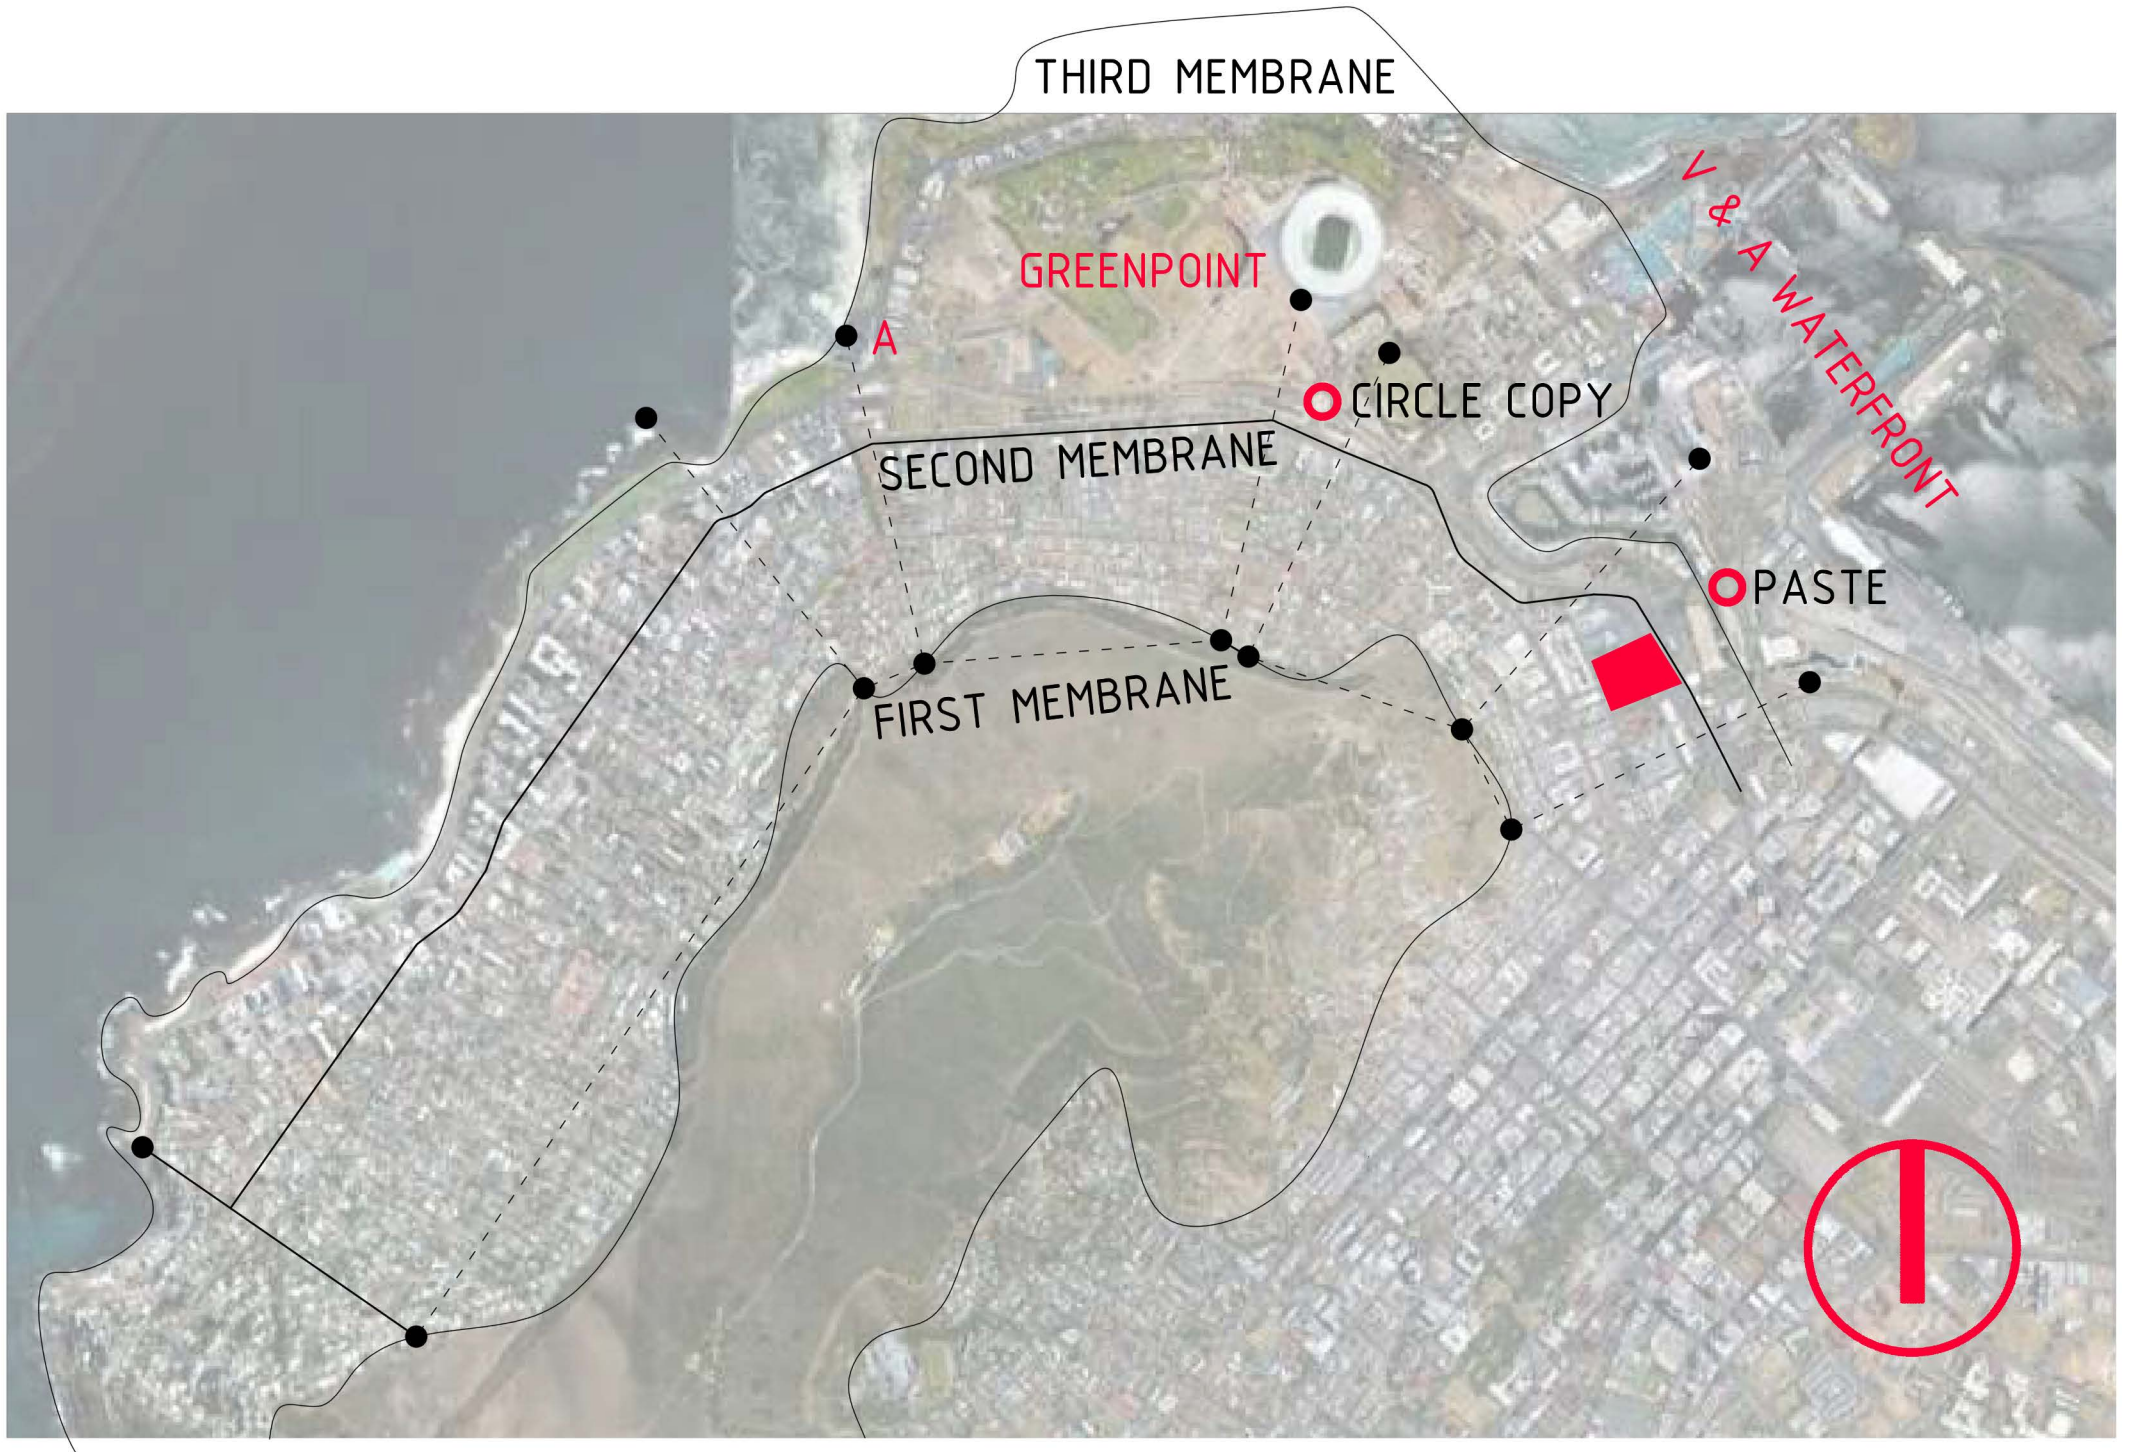 THIRD MEMBRANE
V & A WATERFRONT
GREENPOINT
A
CIRCLE COPY
SECOND MEMBRANE
PASTE
FIRST MEMBRANE